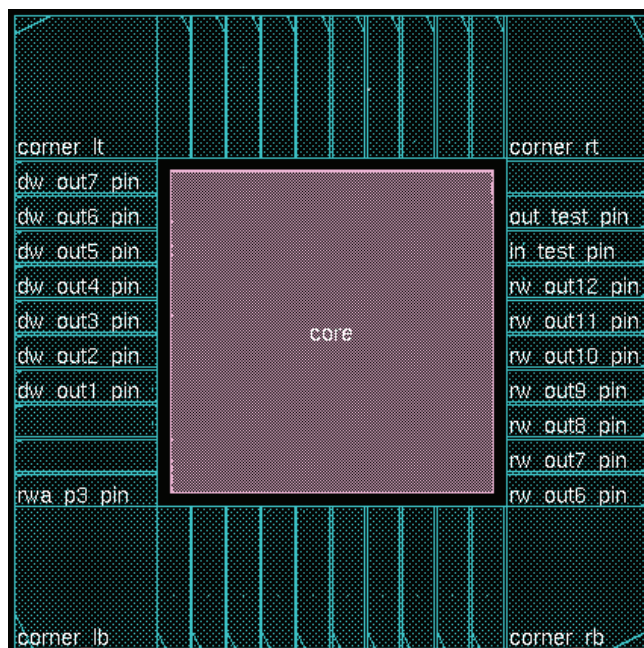 corner lt
corner rt
dw out7 pin
dw out6 pin
out test pin
dw out5 pin
in test pin
dw out4 pin
rw out12 pin
dw out3 pin
rw out11 pin
core
dw out2 pin
rw out10 pin
dw out1 pin
rw out9 pin
rw out8 pin
rw out7 pin
rwa p3 pin
rw out6 pin
corner lb
corner rb